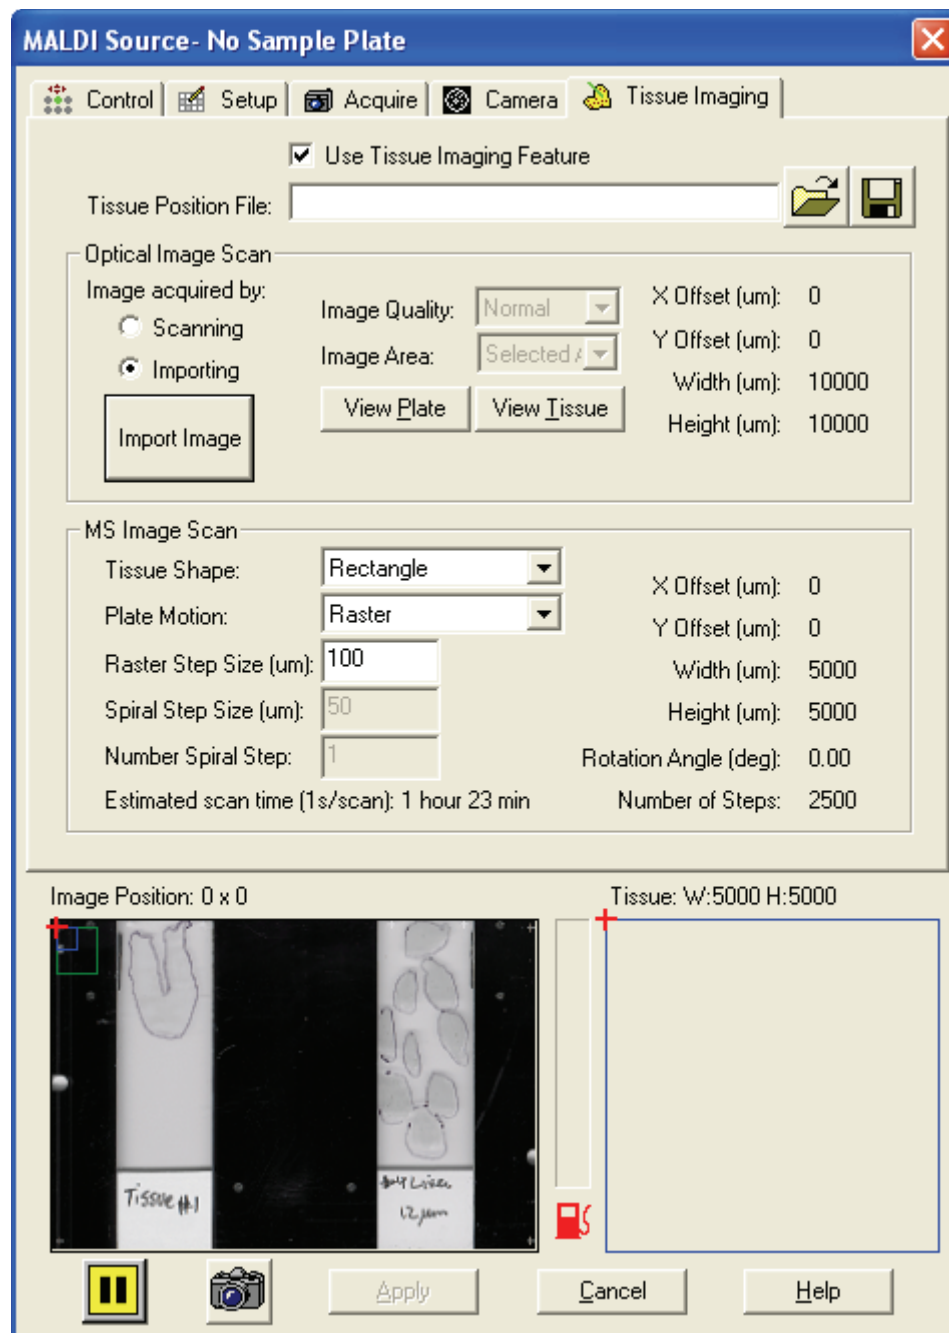 MALDI Source- No Sample Plate
Control Setup Acquire Camera Tissue Imaging
Use Tissue Imaging Feature
Tissue Position File:
Optical Image Scan
Image acquired by:
Scanning
Importing
Import Image
Image Quality: Normal
Image Area: Selected
View Plate View Tissue
X Offset (um): 0
Y Offset (um): 0
Width (um): 10000
Height (um): 10000
MS Image Scan
Tissue Shape: Rectangle
Plate Motion: Raster
Raster Step Size (um): 100
Spiral Step Size (um): 50
Number Spiral Step: 1
Estimated scan time (1s/scan): 1 hour 23 min
X Offset (um): 0
Y Offset (um): 0
Width (um): 5000
Height (um): 5000
Rotation Angle (deg): 0.00
Number of Steps: 2500
Image Position: 0 x 0
Tissue: W:5000 H:5000
Tissue #1
Liver
12 µm
Apply Cancel Help